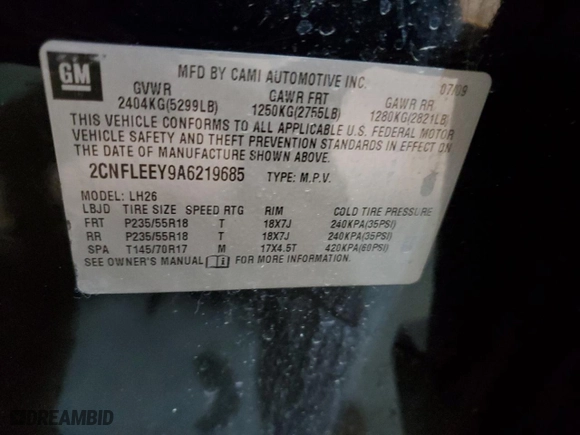 GM
MFD BY CAMI AUTOMOTIVE INC.
07/09
GVWR GAWR FRT GAWR RR
2404KG(5299LB) 1250KG(2755LB) 1280KG(2821LB)
THIS VEHICLE CONFORMS TO ALL APPLICABLE U.S. FEDERAL MOTOR
VEHICLE SAFETY AND THEFT PREVENTION STANDARDS IN EFFECT ON
THE DATE OF MANUFACTURE SHOWN ABOVE.
2CNFLEEY9A6219685 TYPE: M.P.V.
MODEL: LH26
LBJD TIRE SIZE SPEED RTG RIM COLD TIRE PRESSURE
FRT P235/55R18 T 18X7J 240KPA(35PSI)
RR P235/55R18 T 18X7J 240KPA(35PSI)
SPA T145/70R17 M 17X4.5T 420KPA(60PSI)
SEE OWNER'S MANUAL FOR MORE INFORMATION.
DREAMBID